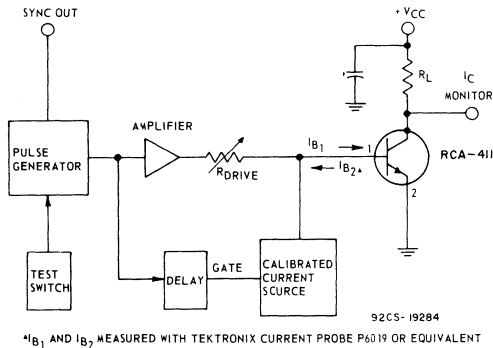 SYNC OUT
+ VCC
RL
IC
MONITOR
AMPLIFIER
PULSE
GENERATOR
RDRIVE
IB1
IB2▲
1
RCA-411
2
TEST
SWITCH
DELAY
GATE
CALIBRATED
CURRENT
SOURCE
92CS-19284
▲IB1 AND IB2 MEASURED WITH TEKTRONIX CURRENT PROBE P6019 OR EQUIVALENT